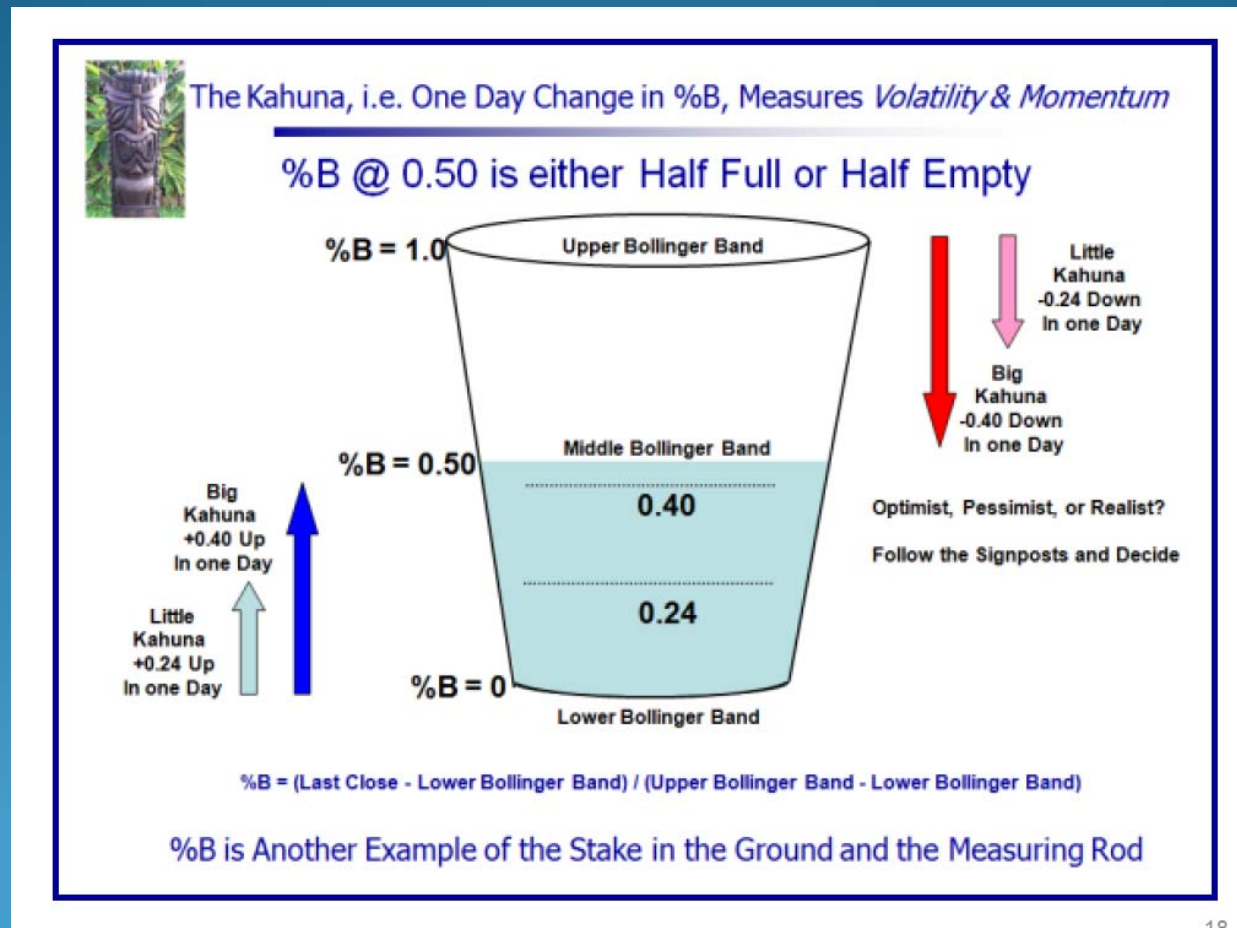 The Kahuna, i.e. One Day Change in %B, Measures Volatility & Momentum
%B @ 0.50 is either Half Full or Half Empty
%B = 1.0
Upper Bollinger Band
Little
Kahuna
-0.24 Down
In one Day
Big
Kahuna
-0.40 Down
In one Day
Middle Bollinger Band
%B = 0.50
0.40
Big
Kahuna
+0.40 Up
In one Day
Optimist, Pessimist, or Realist?
Follow the Signposts and Decide
0.24
Little
Kahuna
+0.24 Up
In one Day
%B = 0
Lower Bollinger Band
%B = (Last Close - Lower Bollinger Band) / (Upper Bollinger Band - Lower Bollinger Band)
%B is Another Example of the Stake in the Ground and the Measuring Rod
18